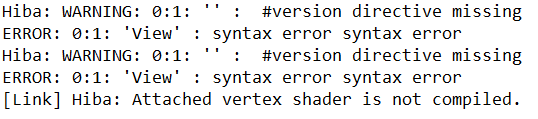 Hiba: WARNING: 0:1: '' :  #version directive missing
ERROR: 0:1: 'View' : syntax error syntax error
Hiba: WARNING: 0:1: '' :  #version directive missing
ERROR: 0:1: 'View' : syntax error syntax error
[Link] Hiba: Attached vertex shader is not compiled.